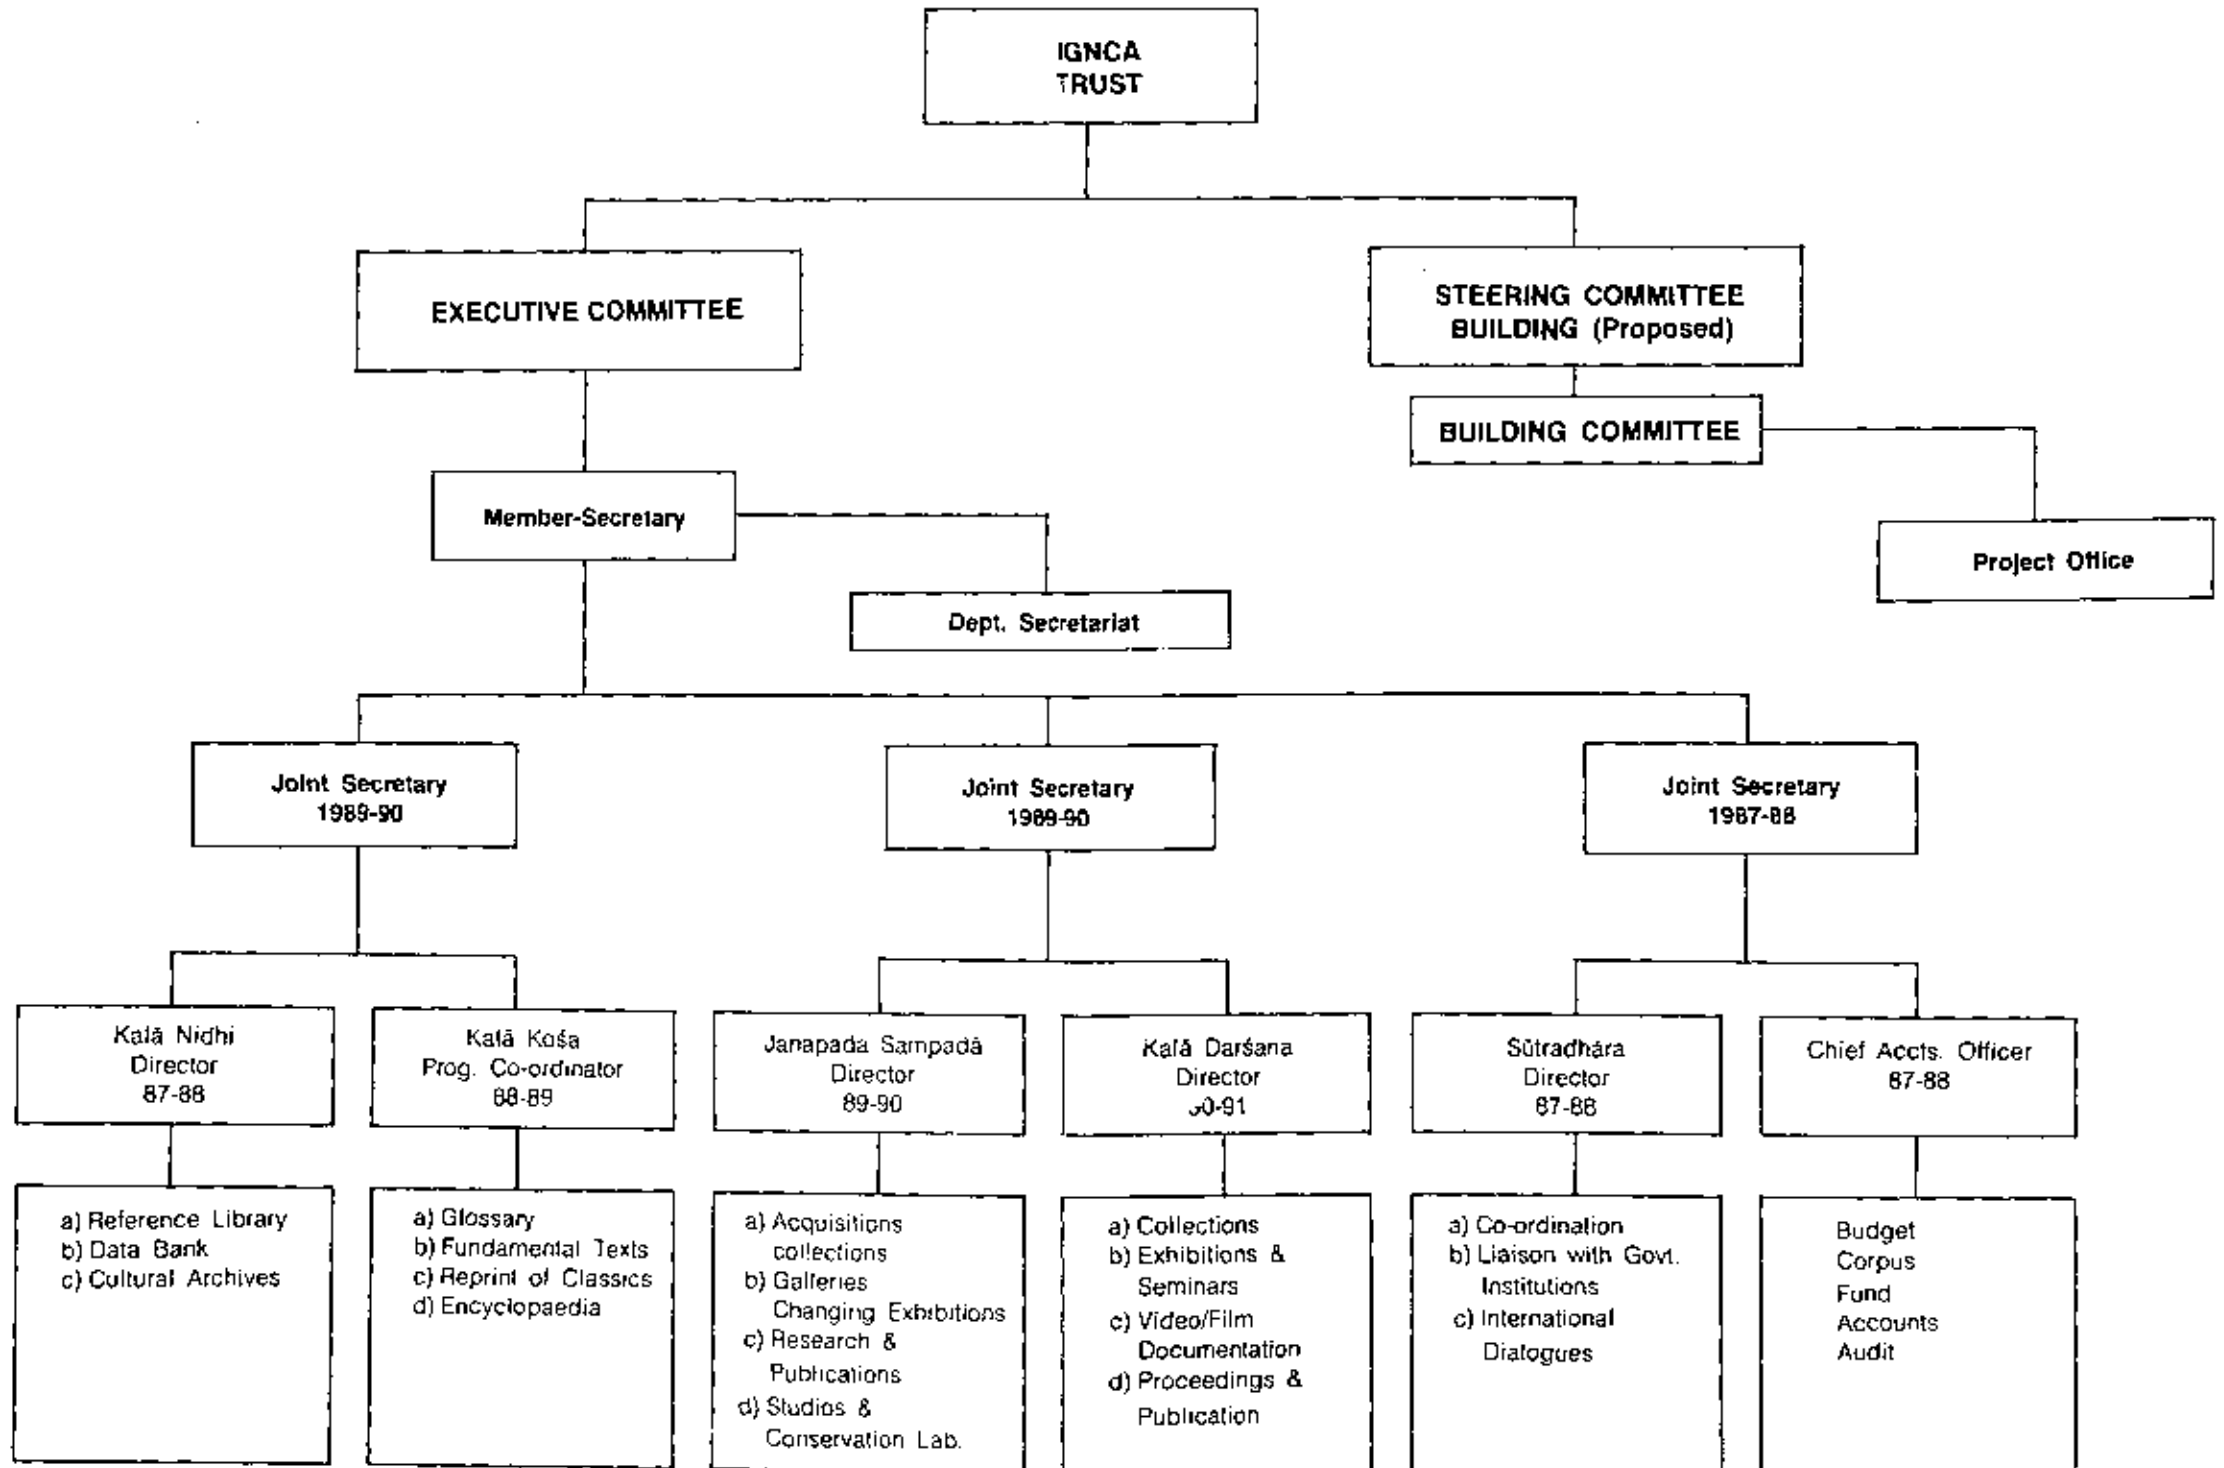 IGNCA
TRUST
EXECUTIVE COMMITTEE
STEERING COMMITTEE
BUILDING (Proposed)
BUILDING COMMITTEE
Member-Secretary
Project Office
Dept. Secretariat
Joint Secretary
1989-90
Joint Secretary
1989-90
Joint Secretary
1987-88
Kalā Nidhi
Director
87-88
Kalā Kośa
Prog. Co-ordinator
88-89
Janapada Sampadā
Director
89-90
Kalā Darśana
Director
90-91
Sūtradhāra
Director
87-88
Chief Accts. Officer
87-88
a) Reference Library
b) Data Bank
c) Cultural Archives
a) Glossary
b) Fundamental Texts
c) Reprint of Classics
d) Encyclopaedia
a) Acquisitions
collections
b) Galleries
Changing Exhibitions
c) Research &
Publications
d) Studios &
Conservation Lab.
a) Collections
b) Exhibitions &
Seminars
c) Video/Film
Documentation
d) Proceedings &
Publication
a) Co-ordination
b) Liaison with Govt.
Institutions
c) International
Dialogues
Budget
Corpus
Fund
Accounts
Audit